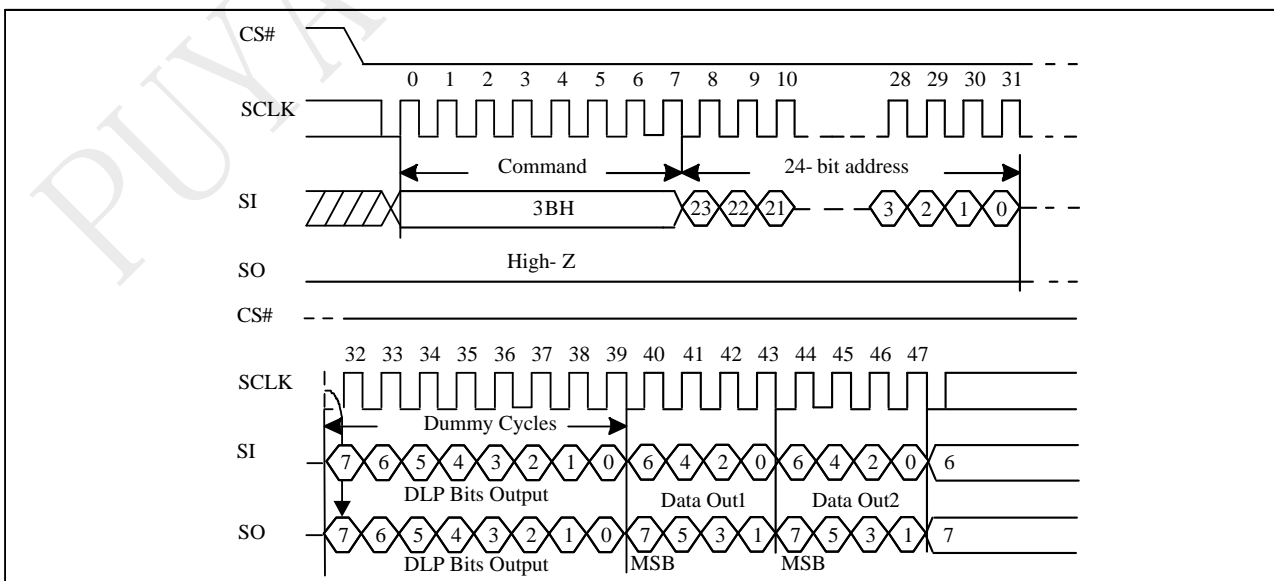 PUYA
CS#
0 1 2 3 4 5 6 7 8 9 10 28 29 30 31
SCLK
Command 24- bit address
SI 3BH 23 22 21 3 2 1 0
High- Z
SO
CS#
32 33 34 35 36 37 38 39 40 41 42 43 44 45 46 47
SCLK
Dummy Cycles
SI 7 6 5 4 3 2 1 0 6 4 2 0 6 4 2 0 6
DLP Bits Output Data Out1 Data Out2
SO 7 6 5 4 3 2 1 0 7 5 3 1 7 5 3 1 7
DLP Bits Output MSB MSB